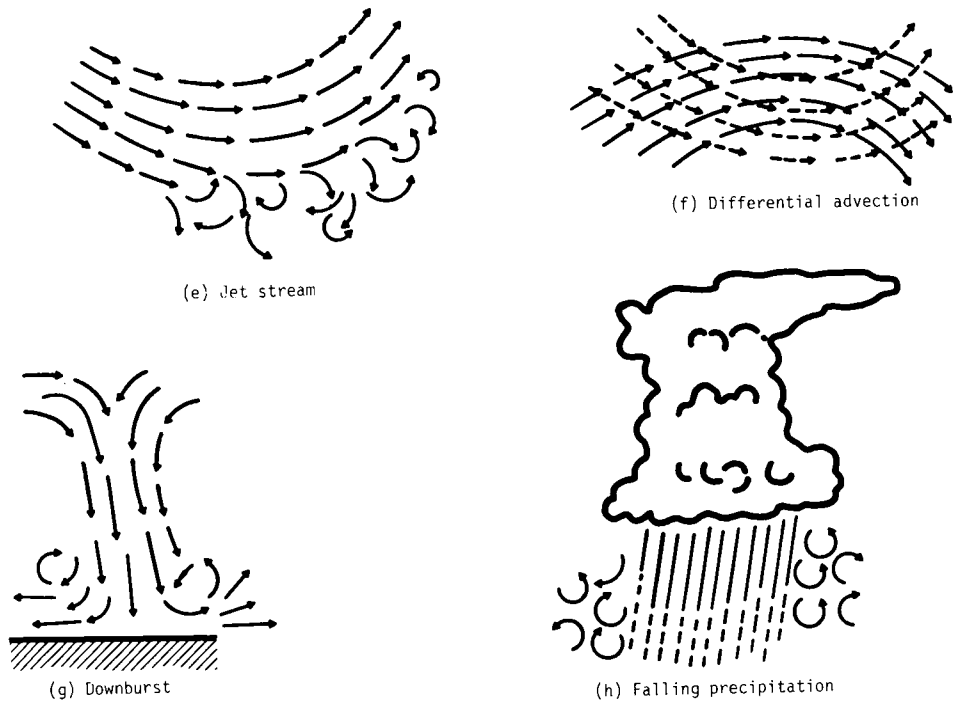 (f) Differential advection
(e) Jet stream
(g) Downburst
(h) Falling precipitation